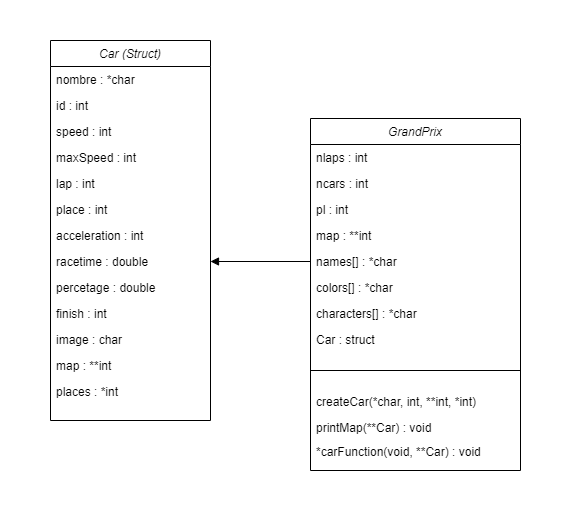 Car (Struct)
nombre : *char
id : int
speed : int
maxSpeed : int
lap : int
place : int
acceleration : int
racetime : double
percetage : double
finish : int
image : char
map : **int
places : *int
GrandPrix
nlaps : int
ncars : int
pl : int
map : **int
names[] : *char
colors[] : *char
characters[] : *char
Car : struct
createCar(*char, int, **int, *int)
printMap(**Car) : void
*carFunction(void, **Car) : void